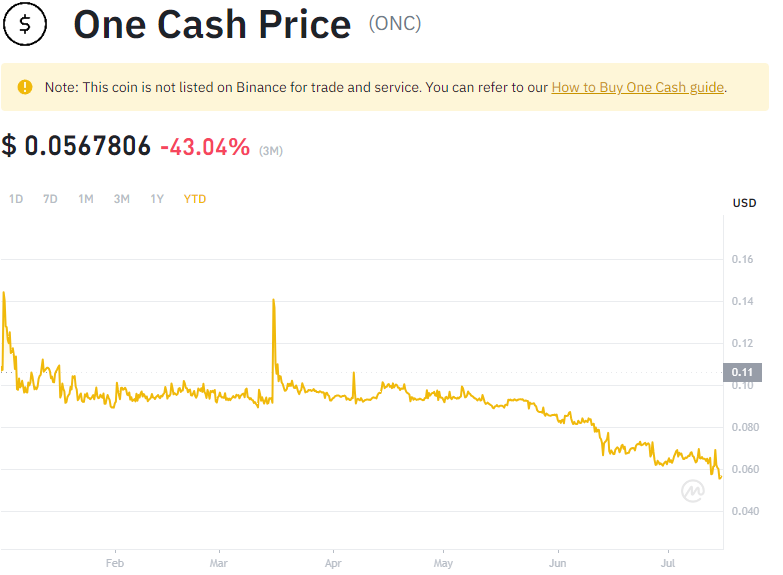 $
One Cash Price (ONC)
Note: This coin is not listed on Binance for trade and service. You can refer to our How to Buy One Cash guide.
$ 0.0567806 -43.04% (3M)
1D 7D 1M 3M 1Y YTD
USD
0.16
0.14
0.12
0.11
0.10
0.080
0.060
0.040
Feb Mar Apr May Jun Jul